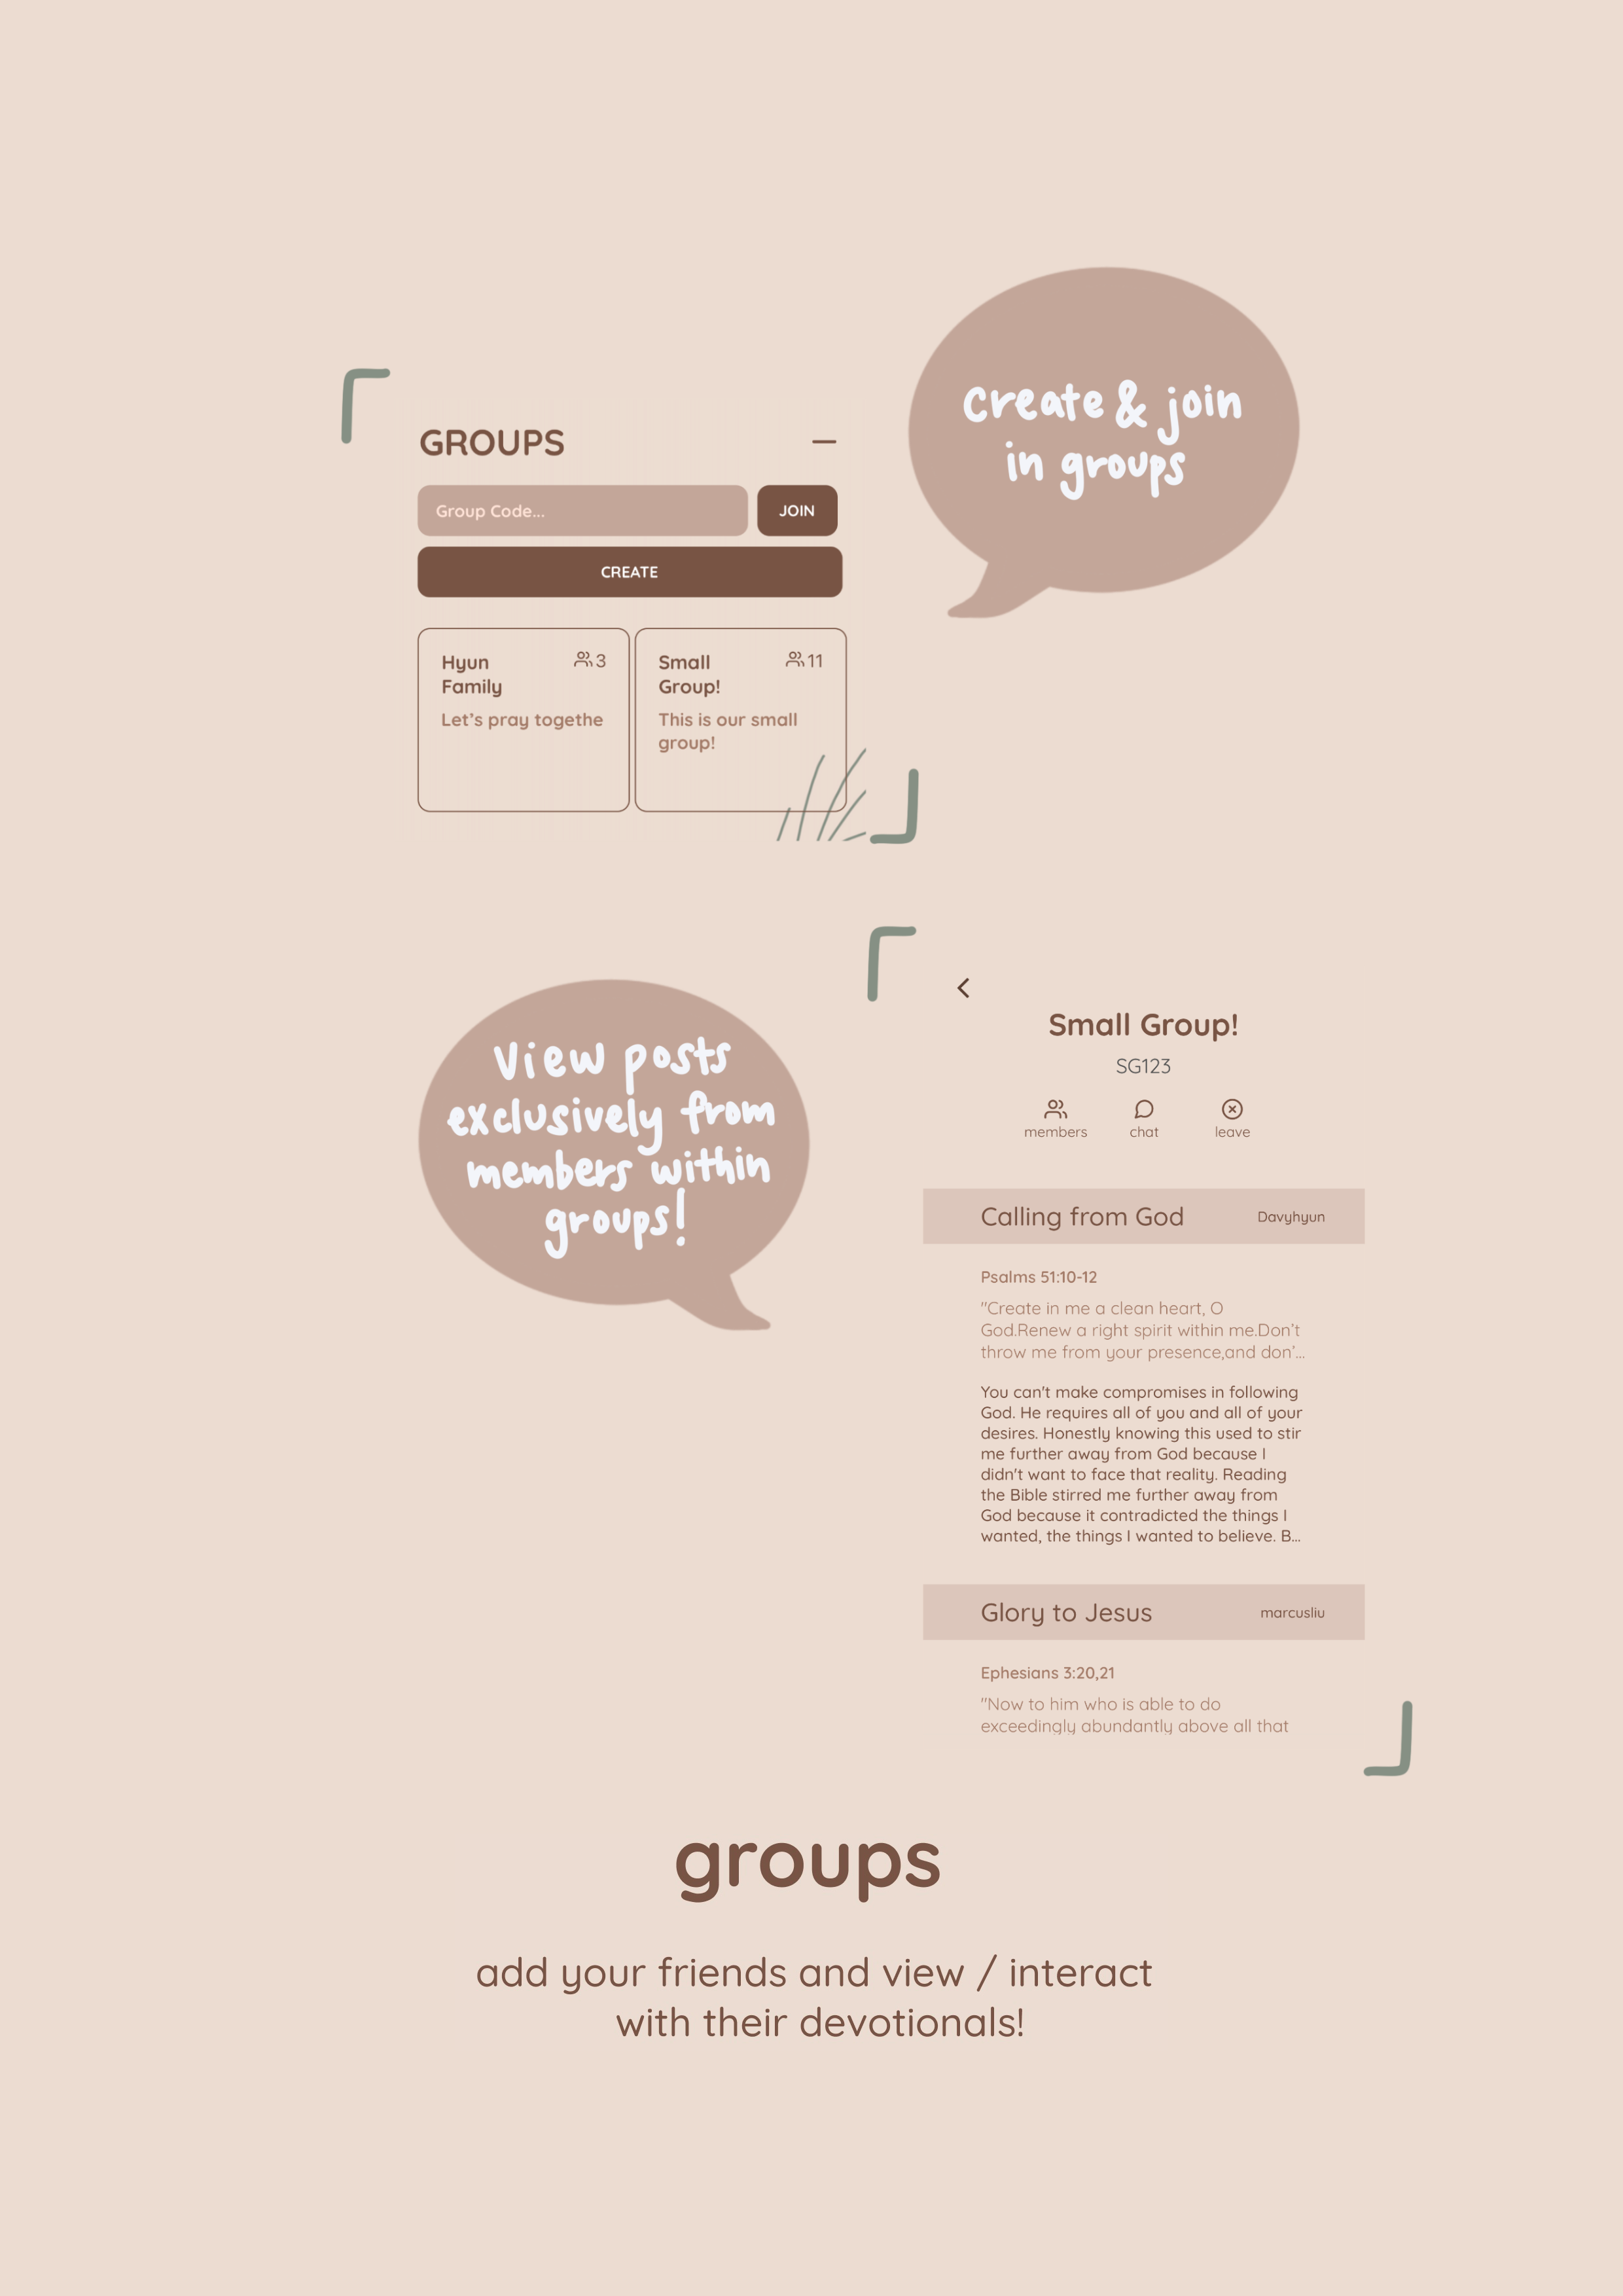 GROUPS
Group Code...
JOIN
CREATE
Hyun
Family
3
Let's pray togethe
Small
Group!
11
This is our small
group!
Create & join
in groups
View posts
exclusively from
members within
groups!
Small Group!
SG123
members
chat
leave
Calling from God
Davyhyun
Psalms 51:10-12
"Create in me a clean heart, O
God.Renew a right spirit within me.Don't
throw me from your presence,and don'...
You can't make compromises in following
God. He requires all of you and all of your
desires. Honestly knowing this used to stir
me further away from God because I
didn't want to face that reality. Reading
the Bible stirred me further away from
God because it contradicted the things I
wanted, the things I wanted to believe. B...
Glory to Jesus
marcusliu
Ephesians 3:20,21
"Now to him who is able to do
exceedingly abundantly above all that
groups
add your friends and view / interact
with their devotionals!